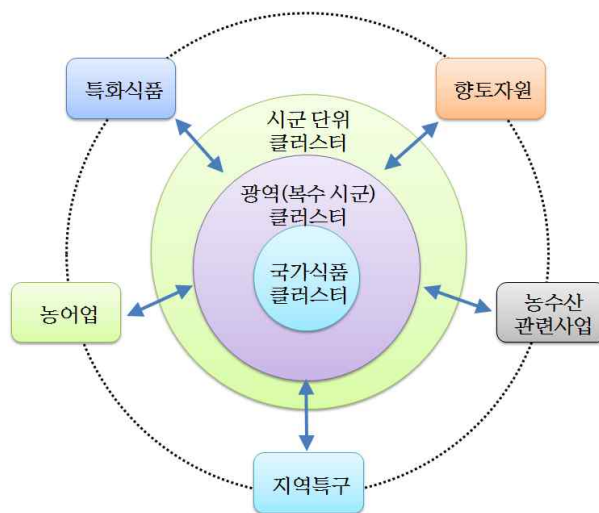 특화식품
향토자원
시군 단위
클러스터
광역(복수 시군)
클러스터
국가식품
클러스터
농어업
농수산
관련사업
지역특구